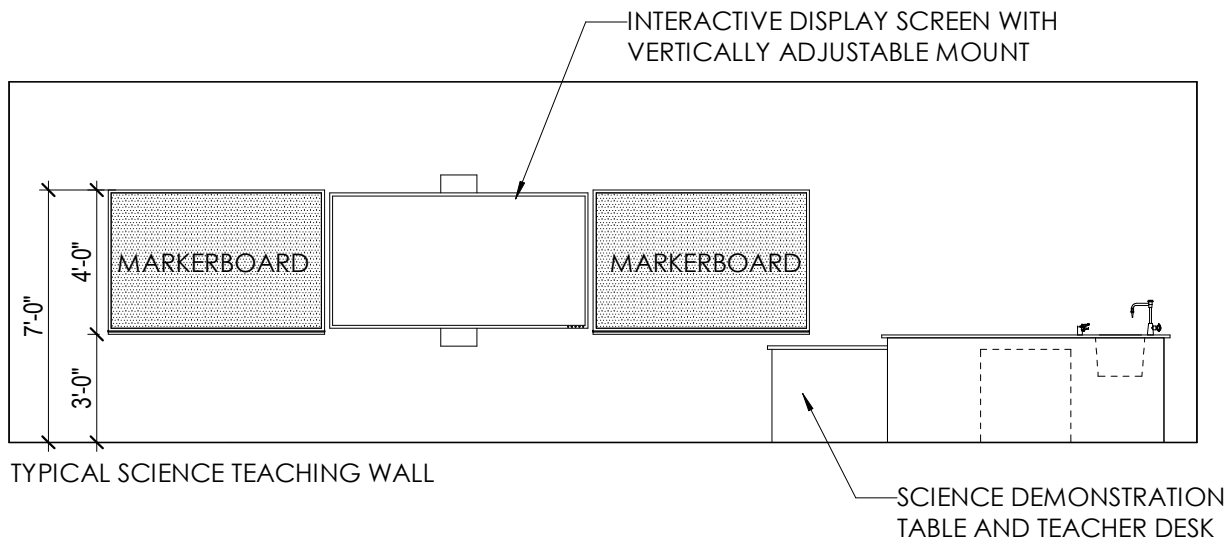 INTERACTIVE DISPLAY SCREEN WITH
VERTICALLY ADJUSTABLE MOUNT
7'-0"
4'-0"
3'-0"
MARKERBOARD
MARKERBOARD
TYPICAL SCIENCE TEACHING WALL
SCIENCE DEMONSTRATION
TABLE AND TEACHER DESK